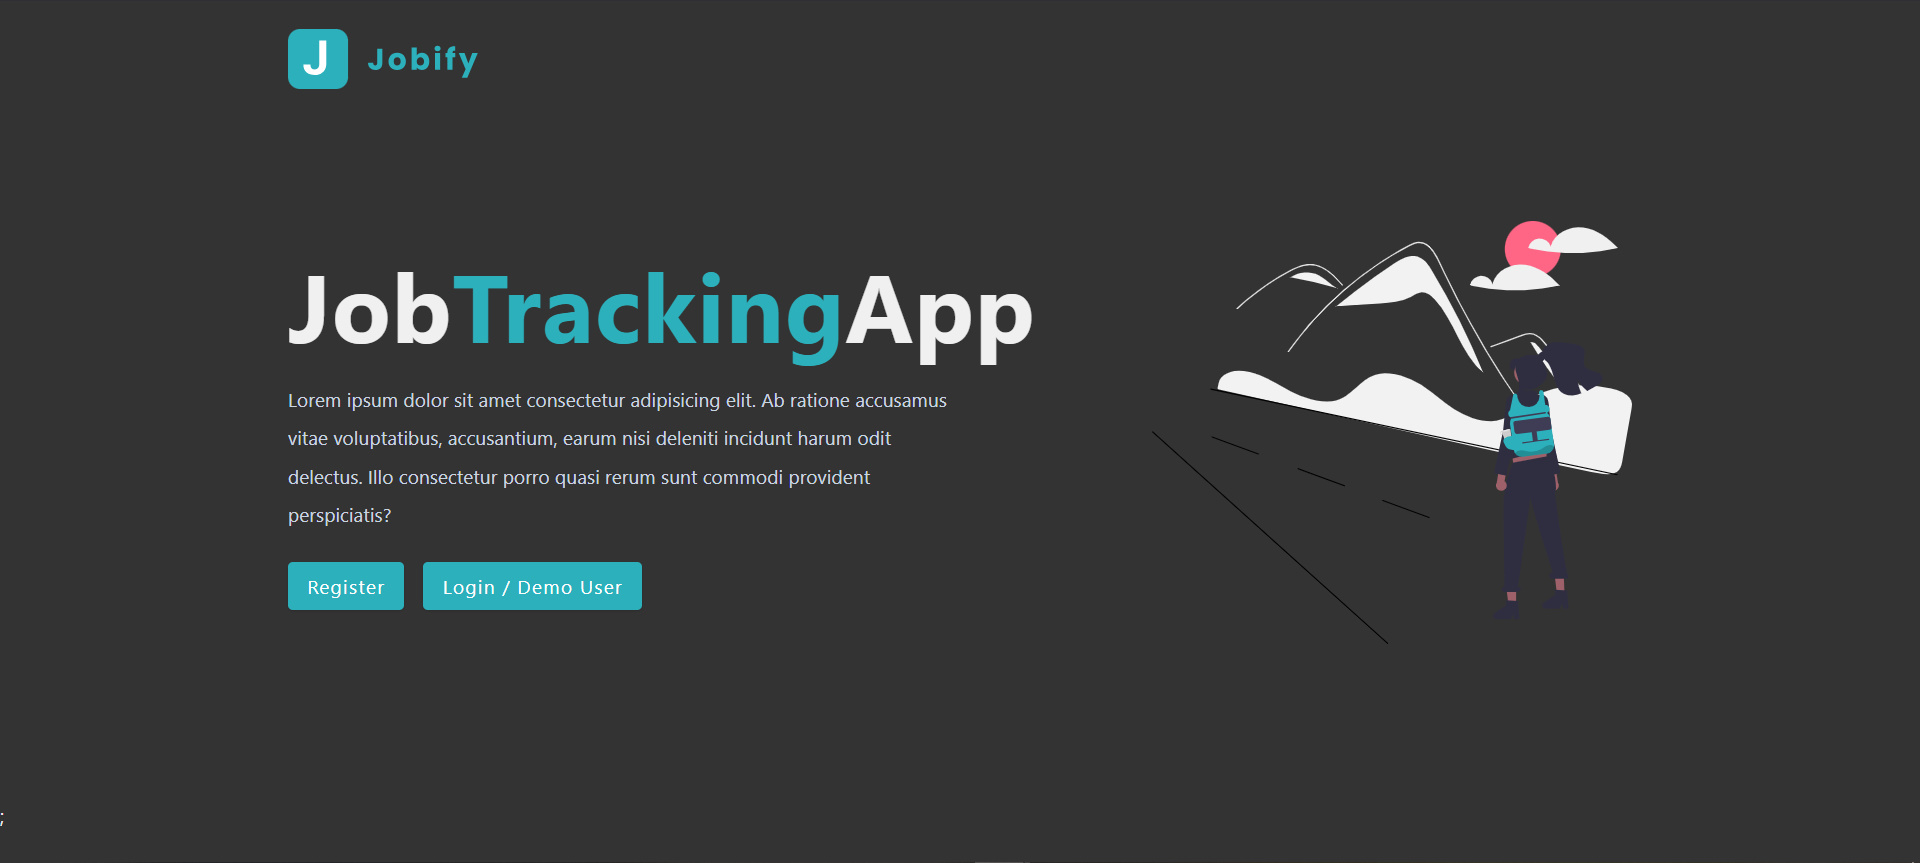 J Jobify
JobTrackingApp
Lorem ipsum dolor sit amet consectetur adipisicing elit. Ab ratione accusamus
vitae voluptatibus, accusantium, earum nisi deleniti incidunt harum odit
delectus. Illo consectetur porro quasi rerum sunt commodi provident
perspiciatis?
Register Login / Demo User
;